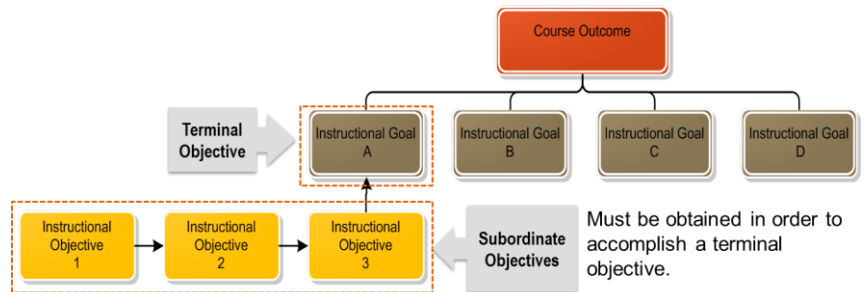 Course Outcome
Terminal
Objective
Instructional Goal
A
Instructional Goal
B
Instructional Goal
C
Instructional Goal
D
Instructional
Objective
1
Instructional
Objective
2
Instructional
Objective
3
Subordinate
Objectives
Must be obtained in order to
accomplish a terminal
objective.